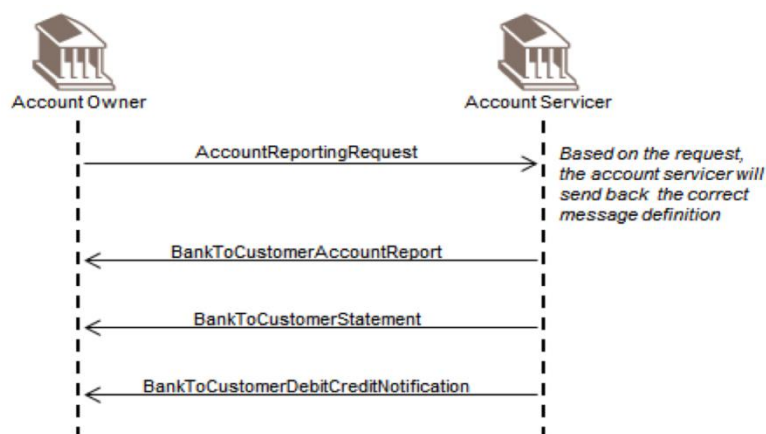 Account Owner
Account Servicer
AccountReportingRequest
Based on the request,
the account servicer will
send back the correct
message definition
BankToCustomerAccountReport
BankToCustomerStatement
BankToCustomerDebitCreditNotification